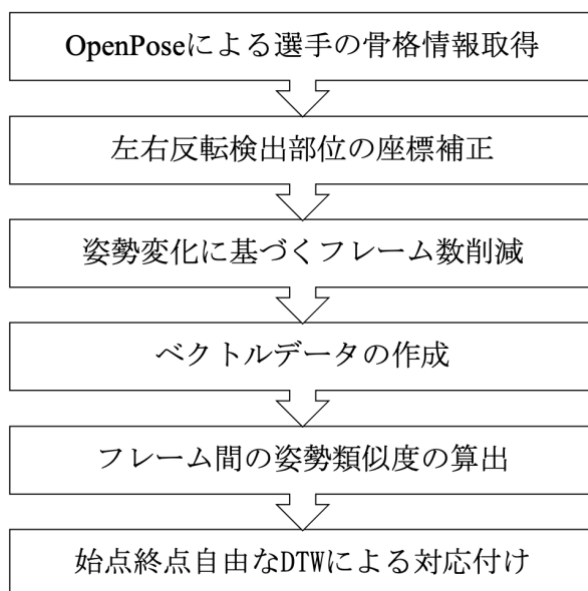 OpenPoseによる選手の骨格情報取得
左右反転検出部位の座標補正
姿勢変化に基づくフレーム数削減
ベクトルデータの作成
フレーム間の姿勢類似度の算出
始点終点自由なDTWによる対応付け